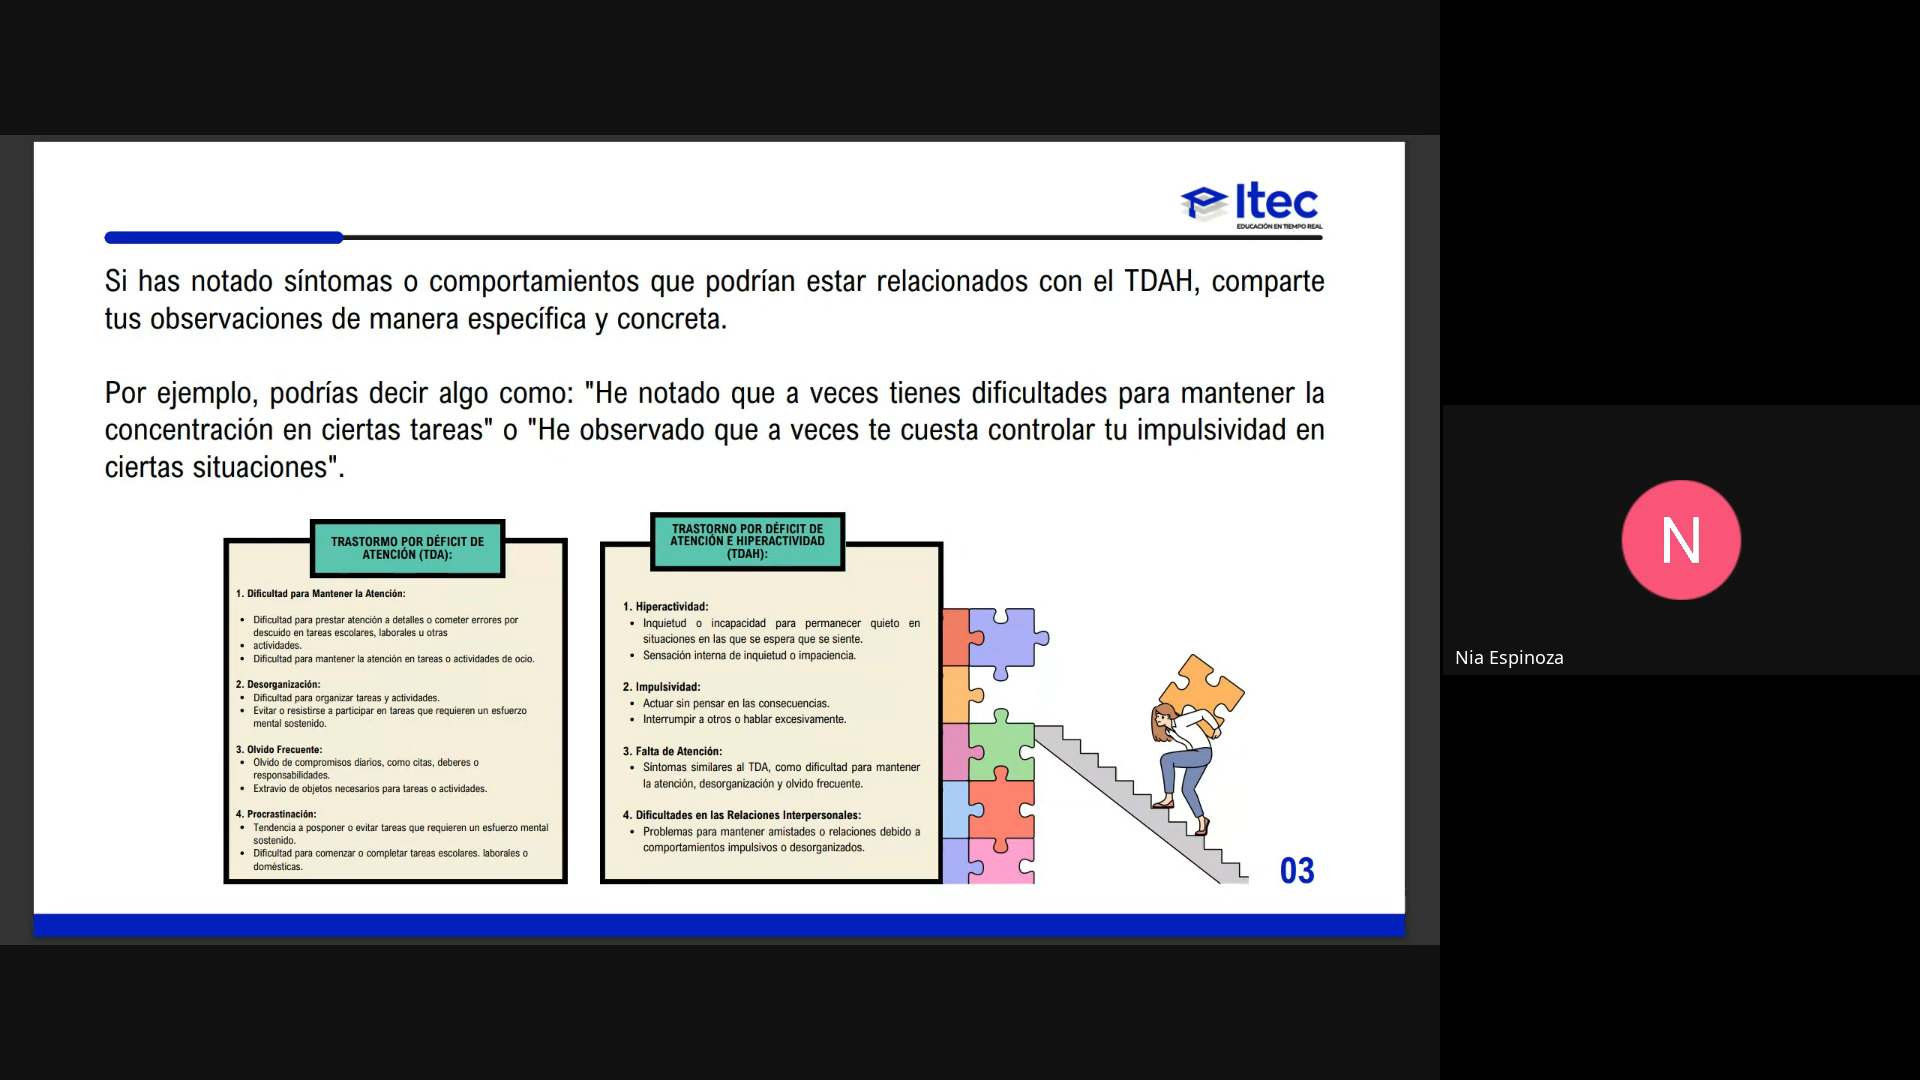 Itec
EDUCACIÓN EN TIEMPO REAL
Si has notado síntomas o comportamientos que podrían estar relacionados con el TDAH, comparte
tus observaciones de manera específica y concreta.
Por ejemplo, podrías decir algo como: "He notado que a veces tienes dificultades para mantener la
concentración en ciertas tareas" o "He observado que a veces te cuesta controlar tu impulsividad en
ciertas situaciones".
TRASTORMO POR DÉFICIT DE
ATENCIÓN (TDA):
1. Dificultad para Mantener la Atención:
• Dificultad para prestar atención a detalles o cometer errores por
descuido en tareas escolares, laborales u otras
• actividades.
• Dificultad para mantener la atención en tareas o actividades de ocio.
2. Desorganización:
• Dificultad para organizar tareas y actividades.
• Evitar o resistirse a participar en tareas que requieren un esfuerzo
mental sostenido.
3. Olvido Frecuente:
• Olvido de compromisos diarios, como citas, deberes o
responsabilidades.
• Extravío de objetos necesarios para tareas o actividades.
4. Procrastinación:
• Tendencia a posponer o evitar tareas que requieren un esfuerzo mental
sostenido.
• Dificultad para comenzar o completar tareas escolares. laborales o
domésticas.
TRASTORNO POR DÉFICIT DE
ATENCIÓN E HIPERACTIVIDAD
(TDAH):
1. Hiperactividad:
• Inquietud o incapacidad para permanecer quieto en
situaciones en las que se espera que se siente.
• Sensación interna de inquietud o impaciencia.
2. Impulsividad:
• Actuar sin pensar en las consecuencias.
• Interrumpir a otros o hablar excesivamente.
3. Falta de Atención:
• Síntomas similares al TDA, como dificultad para mantener
la atención, desorganización y olvido frecuente.
4. Dificultades en las Relaciones Interpersonales:
• Problemas para mantener amistades o relaciones debido a
comportamientos impulsivos o desorganizados.
03
N
Nia Espinoza